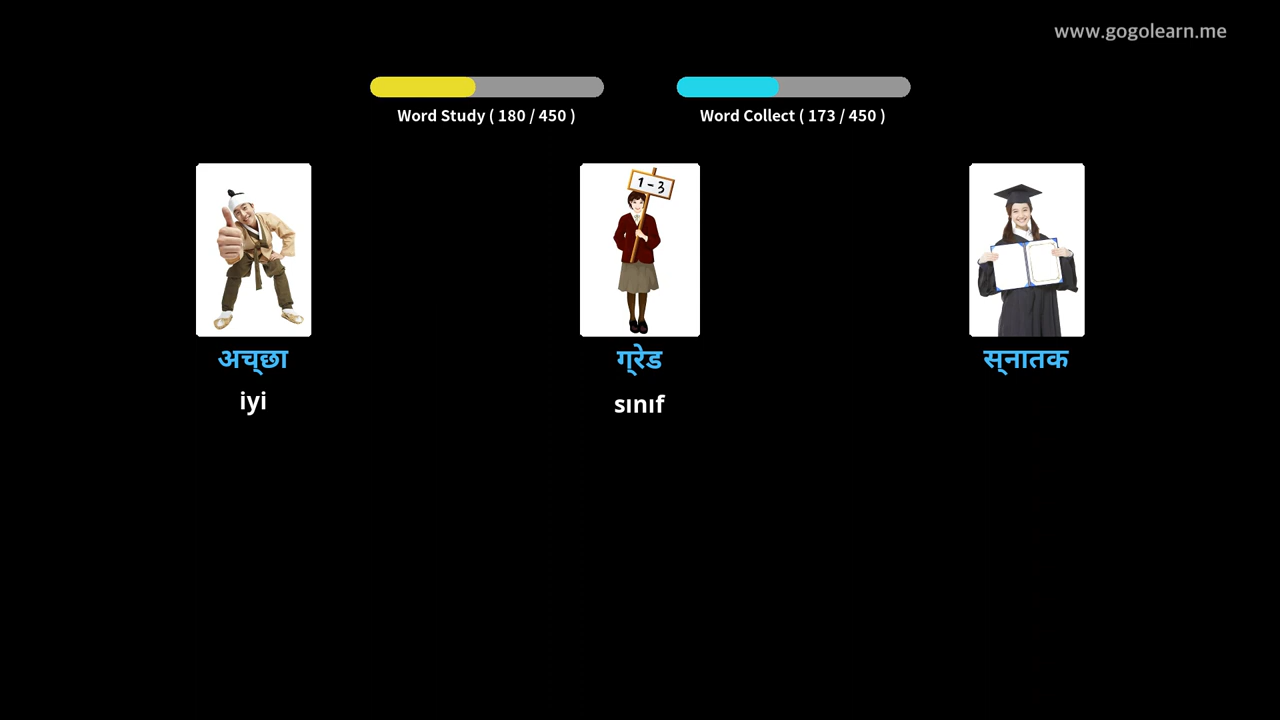 www.gogolearn.me
Word Study ( 180 / 450 )
Word Collect ( 173 / 450 )
1 - 3
अच्छा
ग्रेड
स्नातक
iyi
sınıf